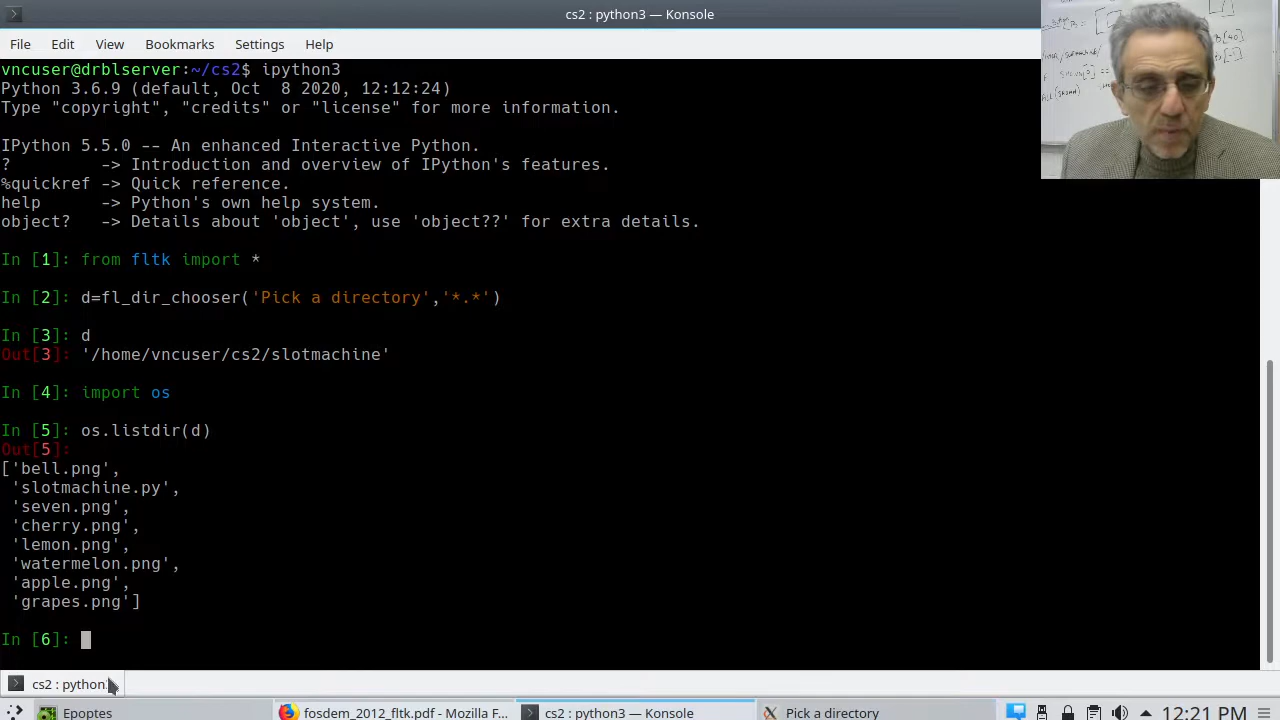 cs2 : python3 — Konsole
File Edit View Bookmarks Settings Help
vncuser@drblserver:~/cs2$ ipython3
Python 3.6.9 (default, Oct  8 2020, 12:12:24)
Type "copyright", "credits" or "license" for more information.
IPython 5.5.0 -- An enhanced Interactive Python.
?         -> Introduction and overview of IPython's features.
%quickref -> Quick reference.
help      -> Python's own help system.
object?   -> Details about 'object', use 'object??' for extra details.
In [1]: from fltk import *
In [2]: d=fl_dir_chooser('Pick a directory','*.*')
In [3]: d
Out[3]: '/home/vncuser/cs2/slotmachine'
In [4]: import os
In [5]: os.listdir(d)
Out[5]:
['bell.png',
'slotmachine.py',
'seven.png',
'cherry.png',
'lemon.png',
'watermelon.png',
'apple.png',
'grapes.png']
In [6]:
cs2 : python
Epoptes
fosdem_2012_fltk.pdf - Mozilla F...
cs2 : python3 — Konsole
Pick a directory
12:21 PM